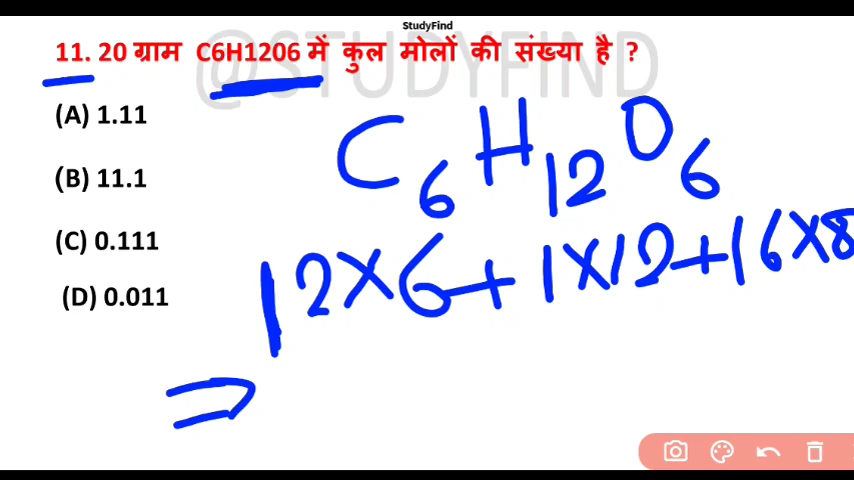 StudyFind
11. 20 ग्राम C6H12O6 में कुल मोलों की संख्या है ?
@STUDYFIND
(A) 1.11
(B) 11.1
(C) 0.111
(D) 0.011
C6H12O6
12×6+1×12+16×8
⇒